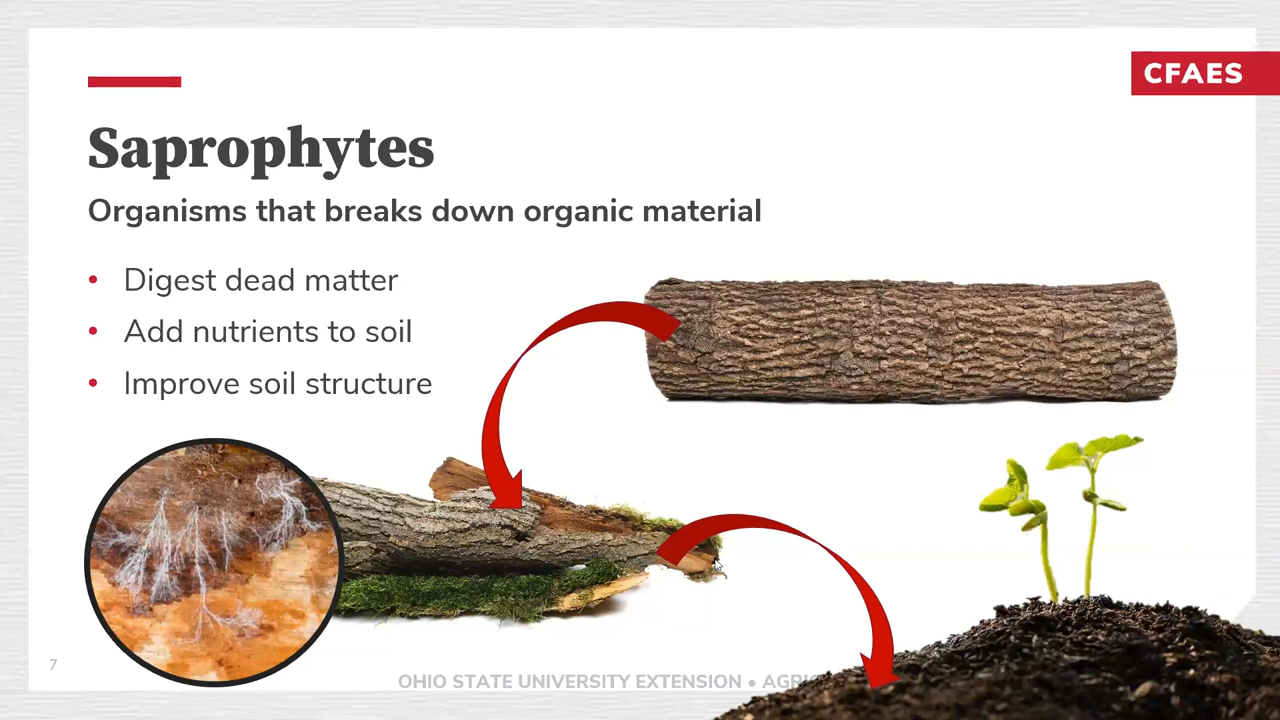 CFAES
Saprophytes
Organisms that breaks down organic material
• Digest dead matter
• Add nutrients to soil
• Improve soil structure
7
OHIO STATE UNIVERSITY EXTENSION •